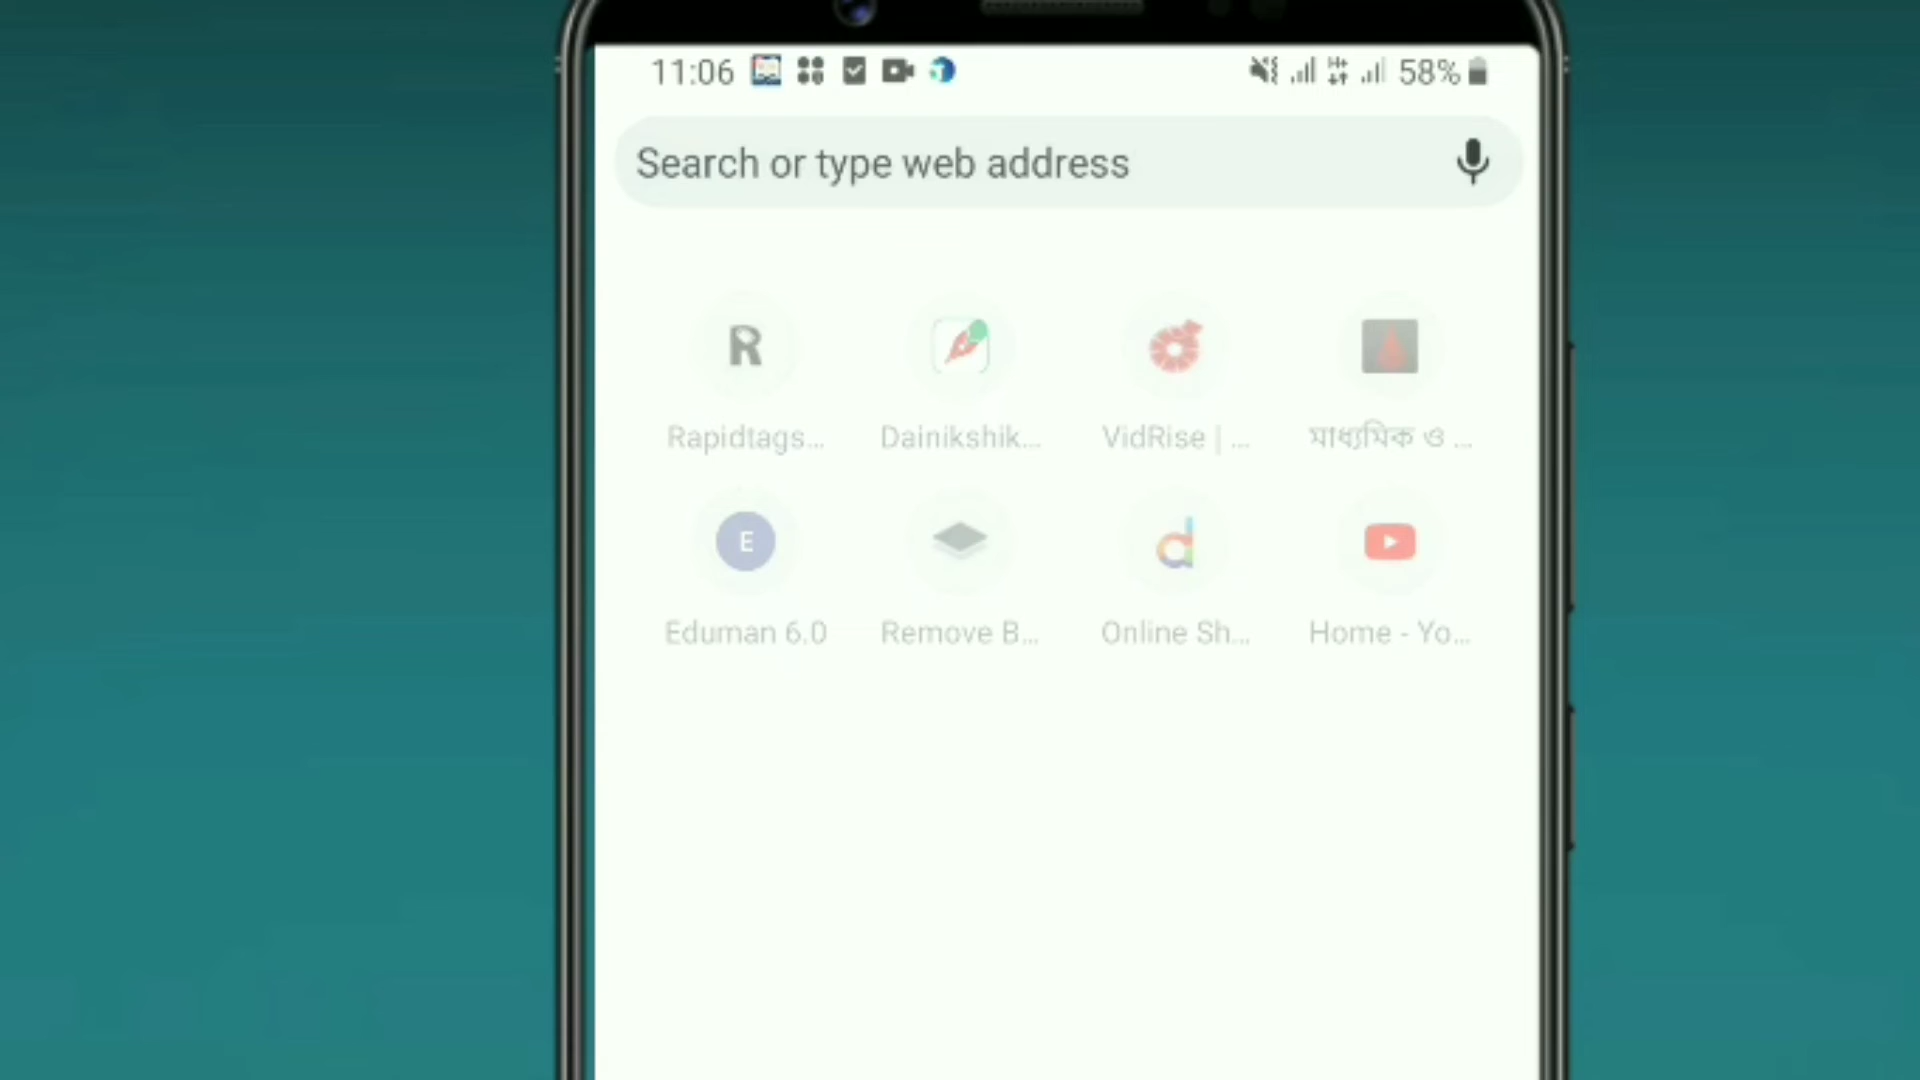 11:06 58%
Search or type web address
R
Rapidtags... Dainikshik... VidRise | ... মাধ্যমিক ও ...
E
Eduman 6.0 Remove B... Online Sh... Home - Yo...